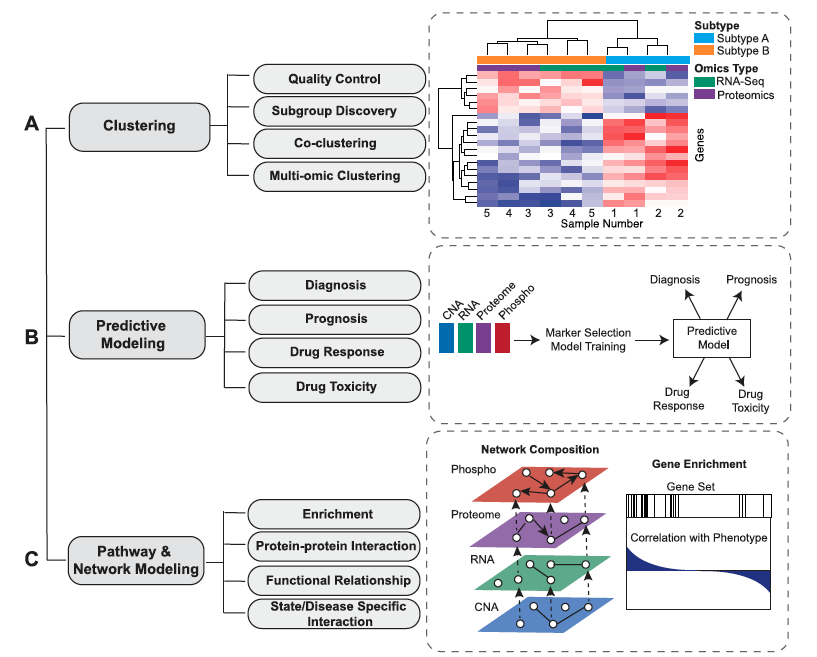 A
Clustering
Quality Control
Subgroup Discovery
Co-clustering
Multi-omic Clustering
Subtype
Subtype A
Subtype B
Omics Type
RNA-Seq
Proteomics
Genes
5 4 3 3 4 5 1 1 2 2
Sample Number
B
Predictive
Modeling
Diagnosis
Prognosis
Drug Response
Drug Toxicity
CNA
RNA
Proteome
Phospho
Marker Selection
Model Training
Predictive
Model
Diagnosis
Prognosis
Drug
Response
Drug
Toxicity
C
Pathway &
Network Modeling
Enrichment
Protein-protein Interaction
Functional Relationship
State/Disease Specific
Interaction
Network Composition
Phospho
Proteome
RNA
CNA
Gene Enrichment
Gene Set
Correlation with Phenotype